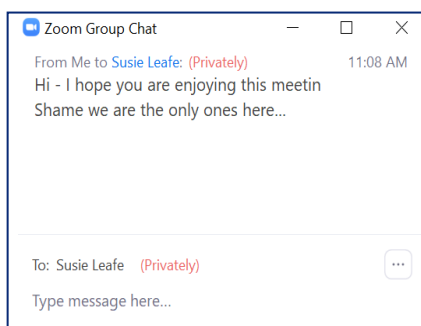 Zoom Group Chat
From Me to Susie Leafe: (Privately) 11:08 AM
Hi - I hope you are enjoying this meetin
Shame we are the only ones here...
To: Susie Leafe (Privately)
Type message here...